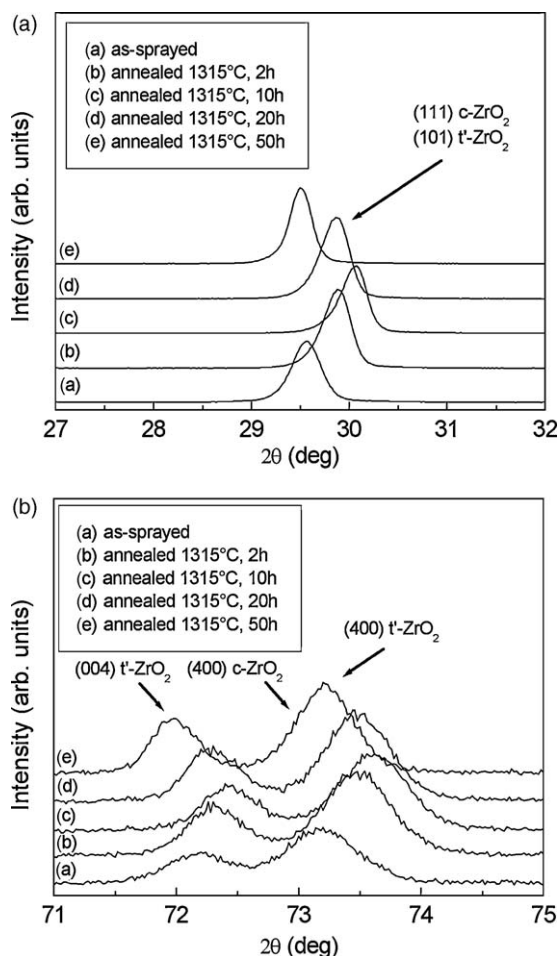 (a)
(a) as-sprayed
(b) annealed 1315°C, 2h
(c) annealed 1315°C, 10h
(d) annealed 1315°C, 20h
(e) annealed 1315°C, 50h
(111) c-ZrO₂
(101) t'-ZrO₂
Intensity (arb. units)
(e)
(d)
(c)
(b)
(a)
27 28 29 30 31 32
2θ (deg)
(b)
(a) as-sprayed
(b) annealed 1315°C, 2h
(c) annealed 1315°C, 10h
(d) annealed 1315°C, 20h
(e) annealed 1315°C, 50h
(400) t'-ZrO₂
(004) t'-ZrO₂ (400) c-ZrO₂
Intensity (arb. units)
(e)
(d)
(c)
(b)
(a)
71 72 73 74 75
2θ (deg)